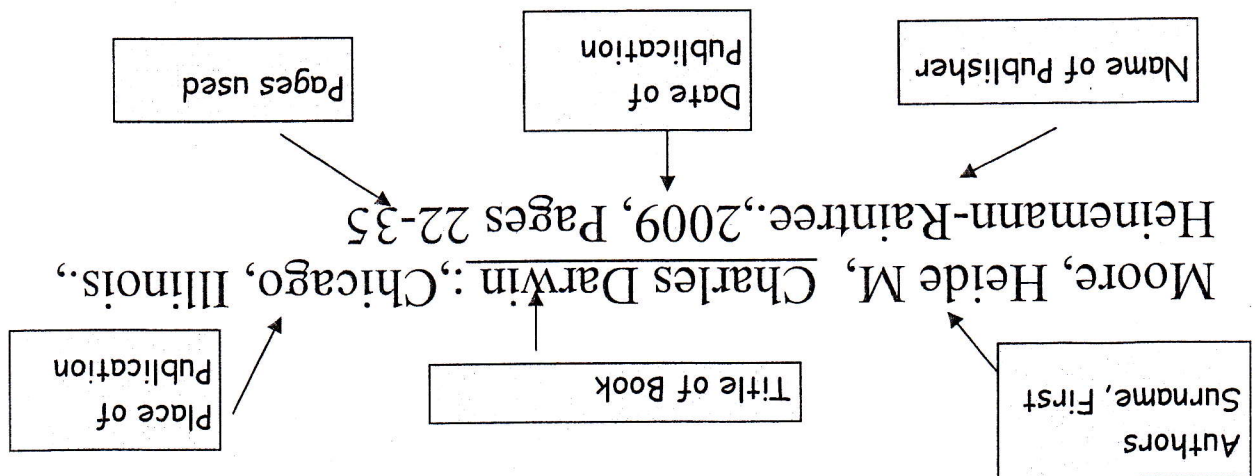 Authors
Surname, First
Title of Book
Place of
Publication
Moore, Heide M, Charles Darwin :,Chicago, Illinois.,
Heinemann-Raintree.,2009, Pages 22-35
Name of Publisher
Date of
Publication
Pages used